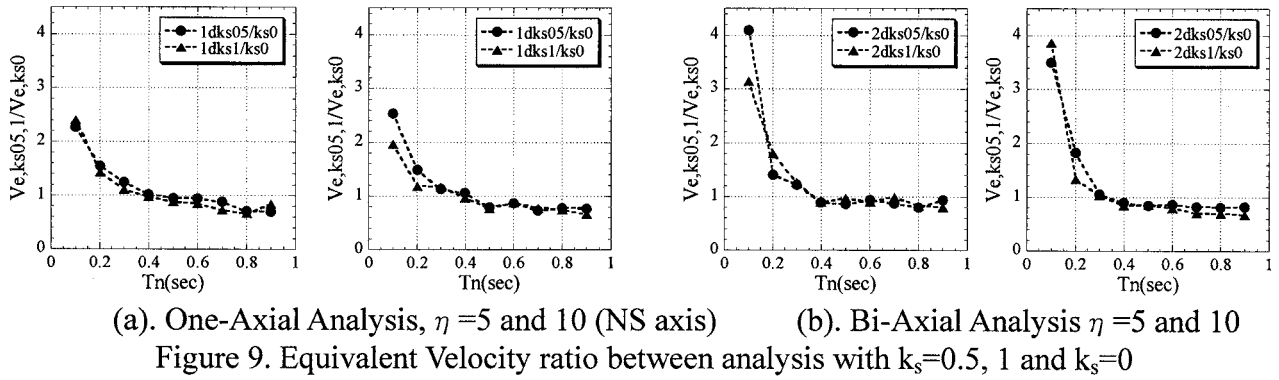 Ve,ks05,1/Ve,ks0
4
3
2
1
0
1dks05/ks0
1dks1/ks0
0 0.2 0.4 0.6 0.8 1
Tn(sec)
Ve,ks05,1/Ve,ks0
4
3
2
1
0
1dks05/ks0
1dks1/ks0
0 0.2 0.4 0.6 0.8 1
Tn(sec)
Ve,ks05,1/Ve,ks0
4
3
2
1
0
2dks05/ks0
2dks1/ks0
0 0.2 0.4 0.6 0.8 1
Tn(sec)
Ve,ks05,1/Ve,ks0
4
3
2
1
0
2dks05/ks0
2dks1/ks0
0 0.2 0.4 0.6 0.8 1
Tn(sec)
(a). One-Axial Analysis, η =5 and 10 (NS axis)
(b). Bi-Axial Analysis η =5 and 10
Figure 9. Equivalent Velocity ratio between analysis with ks=0.5, 1 and ks=0